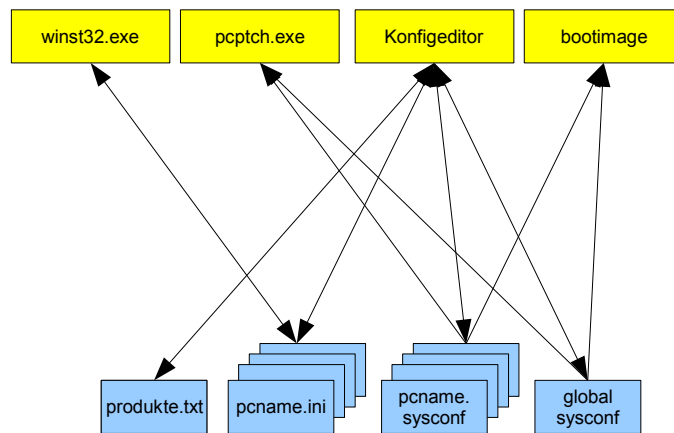 winst32.exe
pcptch.exe
Konfigeditor
bootimage
produkte.txt
pcname.ini
pcname.
sysconf
global
sysconf